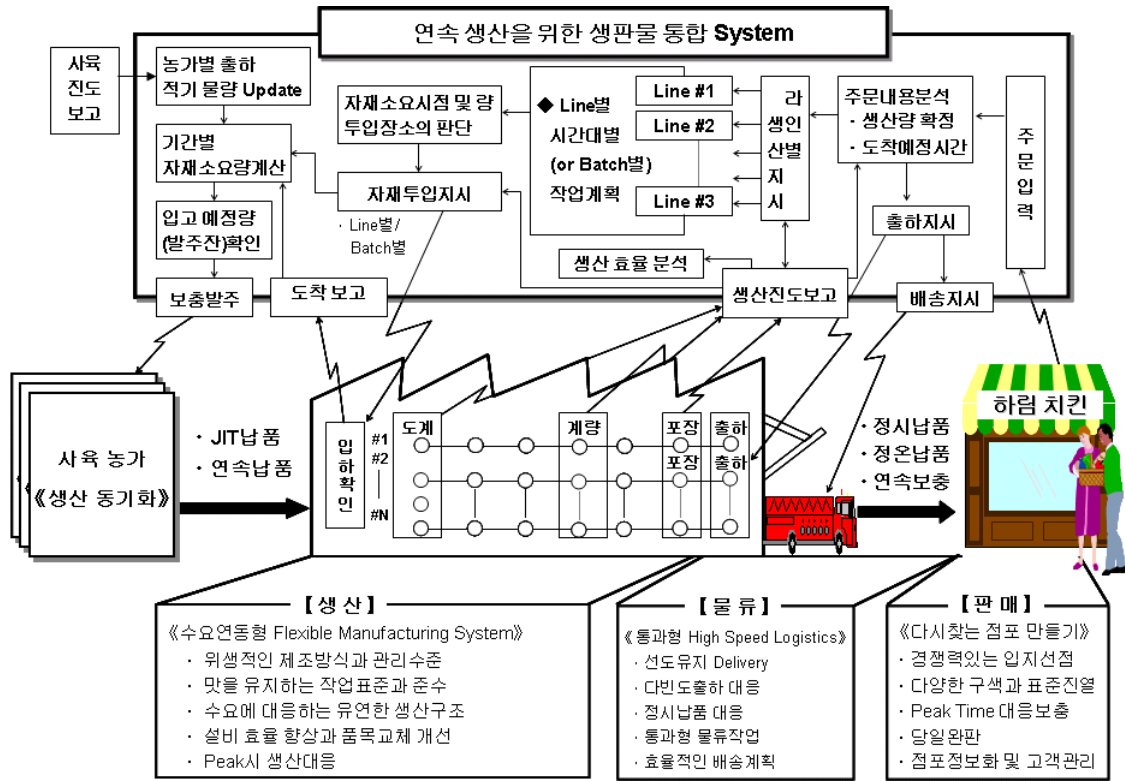 연속 생산을 위한 생판물 통합 System
사육
진도
보고
농가별 출하
적기 물량 Update
기간별
자재소요량계산
입고 예정량
(발주잔)확인
보충발주
도착 보고
자재소요시점 및 량
투입장소의 판단
자재투입지시
· Line별/
Batch별
◆ Line별
시간대별
(or Batch별)
작업계획
Line #1
Line #2
Line #3
라
생인
산별
지
시
주문내용분석
· 생산량 확정
· 도착예정시간
주
문
입
력
출하지시
생산 효율 분석
생산진도보고
배송지시
사육 농가
《생산 동기화》
· JIT납품
· 연속납품
입
하
확
인
#1
#2
#N
도계
계량
포장
출하
포장
출하
· 정시납품
· 정온납품
· 연속보충
하림 치킨
【생 산】
《수요연동형 Flexible Manufacturing System》
· 위생적인 제조방식과 관리수준
· 맛을 유지하는 작업표준과 준수
· 수요에 대응하는 유연한 생산구조
· 설비 효율 향상과 품목교체 개선
· Peak시 생산대응
【물 류】
《통과형 High Speed Logistics》
· 선도유지 Delivery
· 다빈도출하 대응
· 정시납품 대응
· 통과형 물류작업
· 효율적인 배송계획
【판 매】
《다시찾는 점포 만들기》
· 경쟁력있는 입지선점
· 다양한 구색과 표준진열
· Peak Time 대응보충
· 당일완판
· 점포정보화 및 고객관리